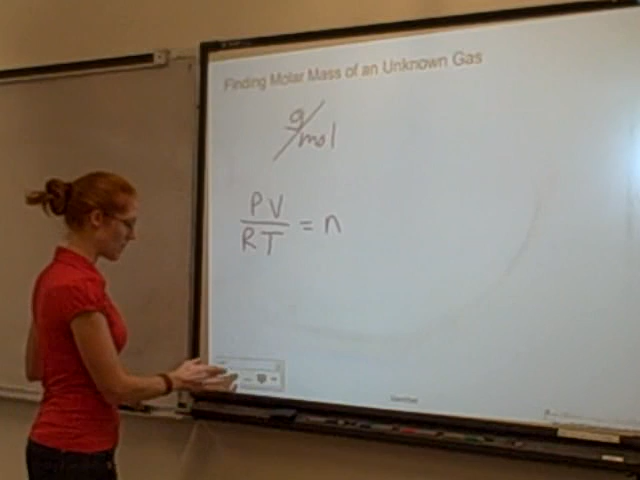 Finding Molar Mass of an Unknown Gas
g/mol
PV
RT = n